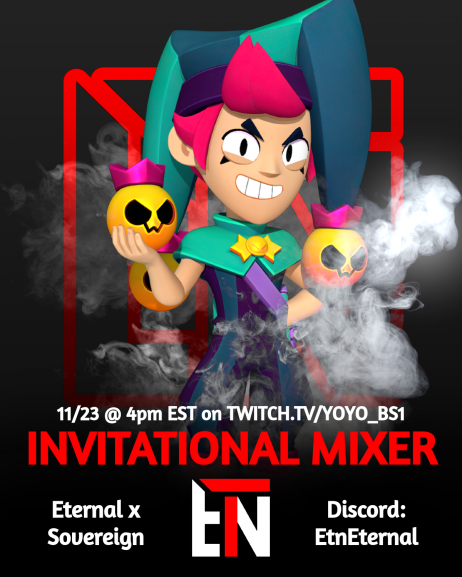 11/23 @ 4pm EST on TWITCH.TV/YOYO_BS1
INVITATIONAL MIXER
Eternal x
Sovereign
ETN
Discord:
EtnEternal